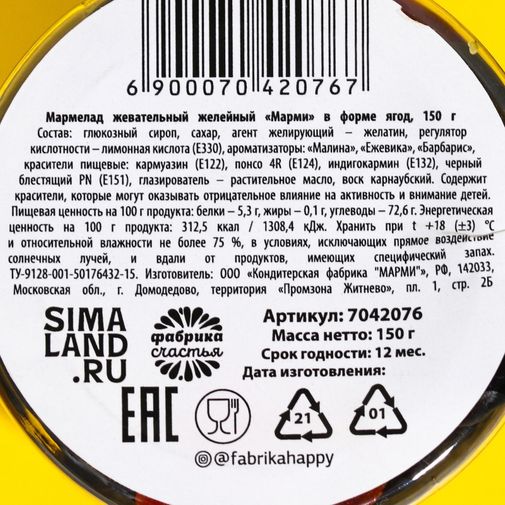 6 900070 420767
Мармелад жевательный желейный «Марми» в форме ягод, 150 г
Состав: глюкозный сироп, сахар, агент желирующий – желатин, регулятор
кислотности – лимонная кислота (Е330), ароматизаторы: «Малина», «Ежевика», «Барбарис»,
красители пищевые: кармуазин (Е122), понсо 4R (Е124), индигокармин (Е132), черный
блестящий PN (Е151), глазирователь – растительное масло, воск карнаубский. Содержит
красители, которые могут оказывать отрицательное влияние на активность и внимание детей.
Пищевая ценность на 100 г продукта: белки – 5,3 г, жиры – 0,1 г, углеводы – 72,6 г. Энергетическая
ценность на 100 г продукта: 312,5 ккал / 1308,4 кДж. Хранить при t +18 (±3) °С
и относительной влажности не более 75 %, в условиях, исключающих прямое воздействие
солнечных лучей, и вдали от продуктов, имеющих специфический запах.
ТУ-9128-001-50176432-15. Изготовитель: ООО «Кондитерская фабрика "МАРМИ"», РФ, 142033,
Московская обл., г. Домодедово, территория «Промзона Житнево», пл. 1, стр. 2Б
SIMA
LAND
.RU
фабрика
счастья
Артикул: 7042076
Масса нетто: 150 г
Срок годности: 12 мес.
Дата изготовления:
EAC
21
01
@fabrikahappy